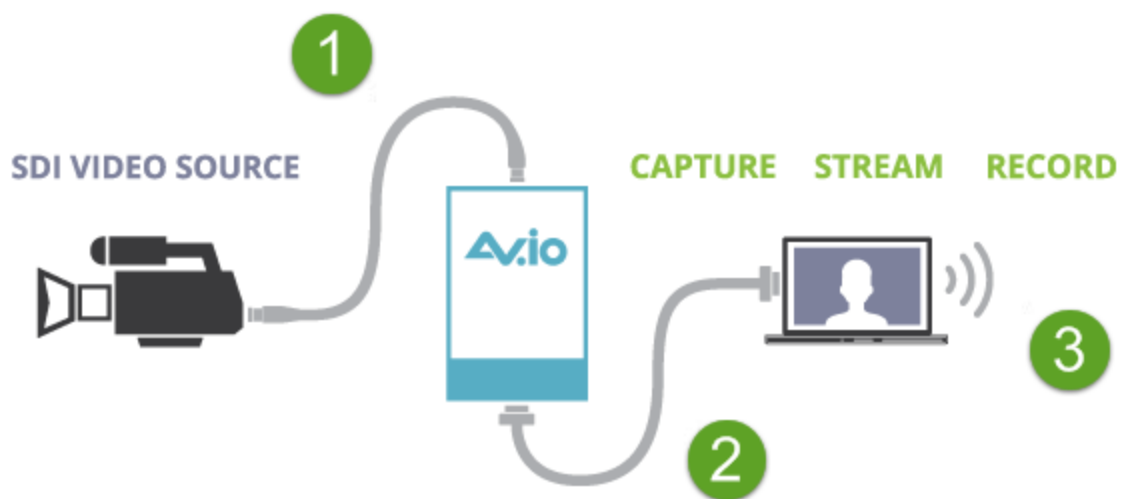 1
SDI VIDEO SOURCE
CAPTURE STREAM RECORD
AV.io
3
2